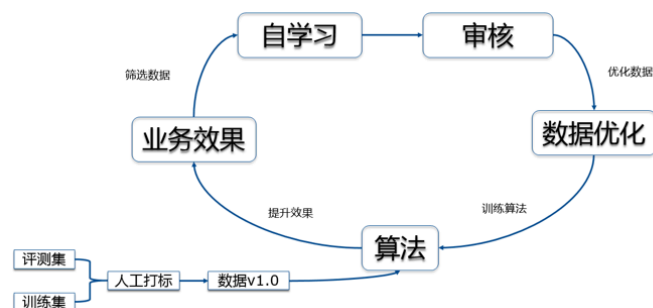 自学习
审核
筛选数据
优化数据
业务效果
数据优化
提升效果
训练算法
算法
评测集
人工打标
数据v1.0
训练集